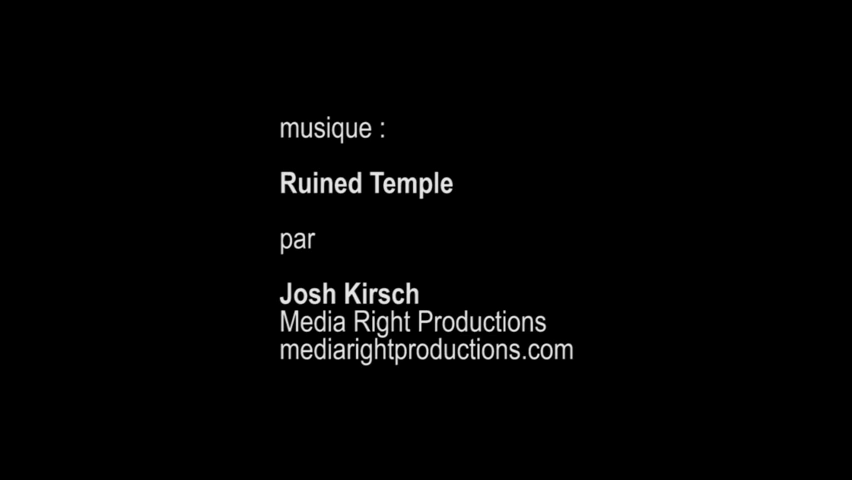 musique :
Ruined Temple
par
Josh Kirsch
Media Right Productions
mediarightproductions.com